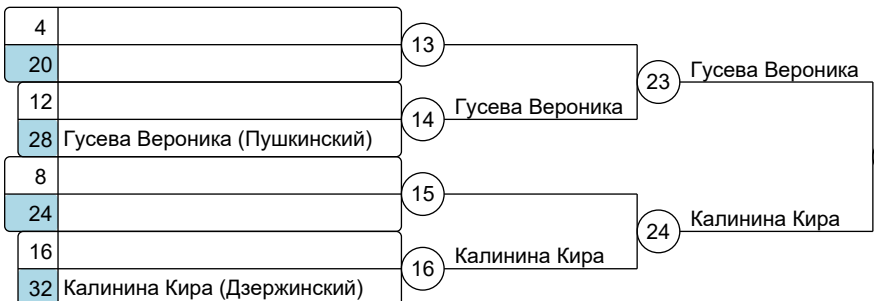 4
13
20
23 Гусева Вероника
12
14 Гусева Вероника
28 Гусева Вероника (Пушкинский)
8
15
24
24 Калинина Кира
16
16 Калинина Кира
32 Калинина Кира (Дзержинский)